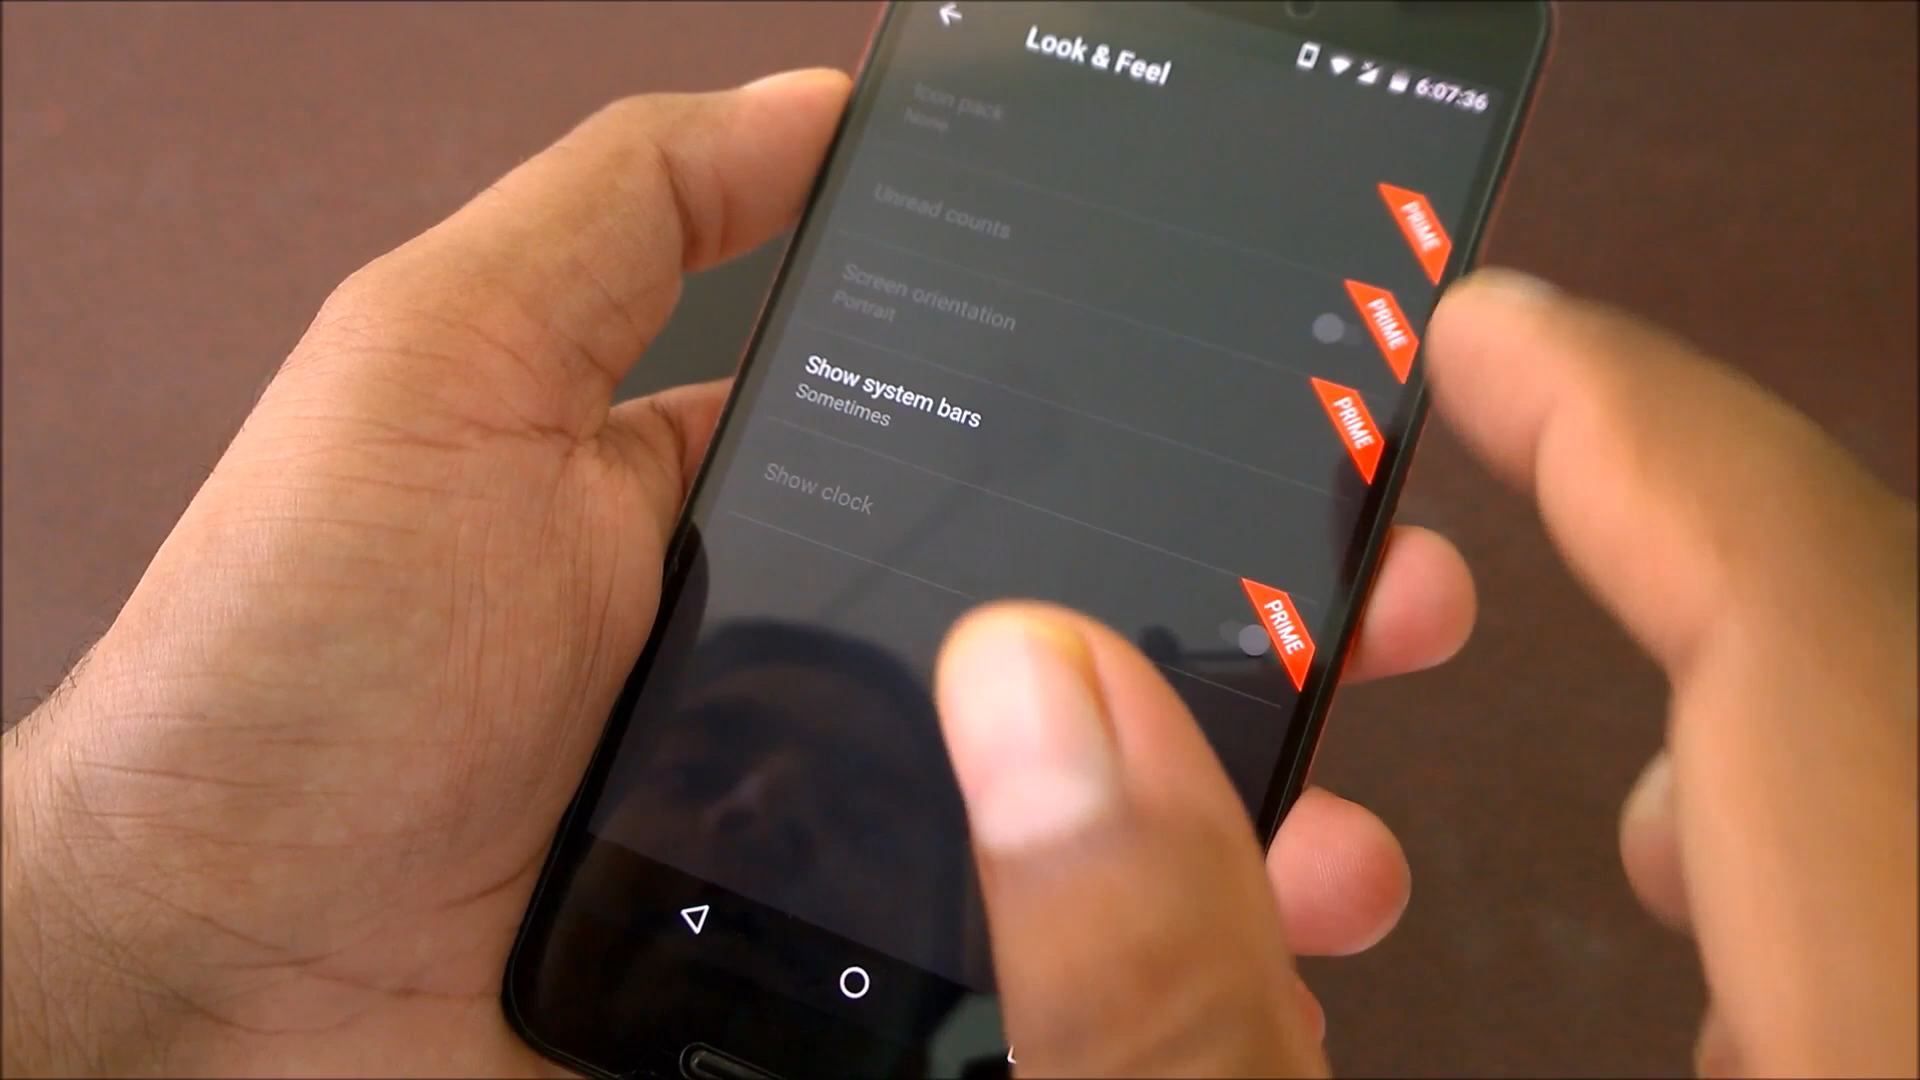 Look & Feel
6:07:36
Icon pack
None
PRIME
Unread counts
PRIME
Screen orientation
Portrait
PRIME
Show system bars
Sometimes
Show clock
PRIME